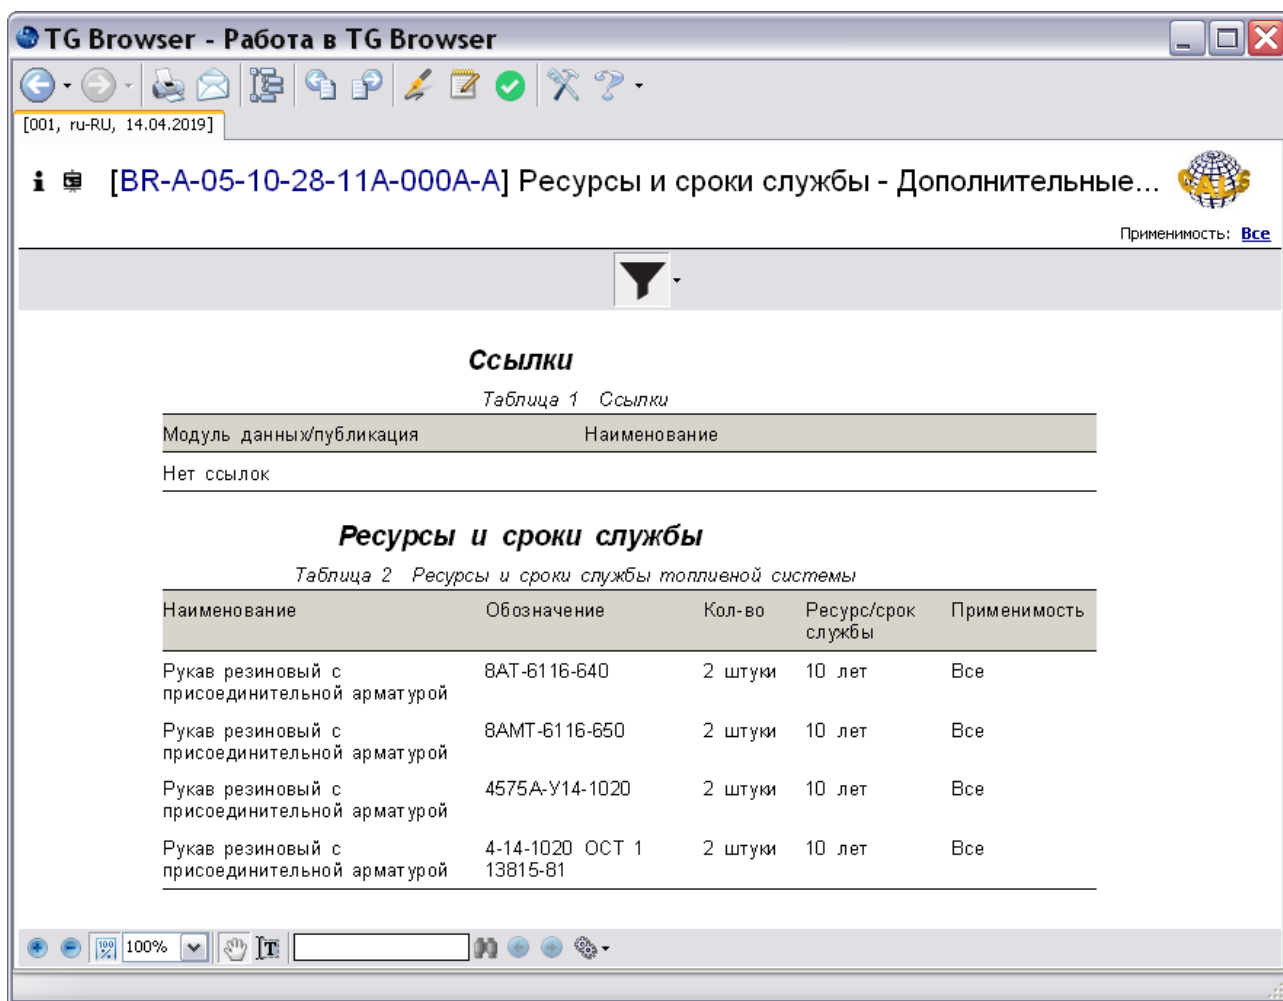 TG Browser - Работа в TG Browser
[001, ru-RU, 14.04.2019]
[BR-A-05-10-28-11A-000A-A] Ресурсы и сроки службы - Дополнительные...
CALS
Применимость: Все
Ссылки
Таблица 1 Ссылки
Модуль данных/публикация Наименование
Нет ссылок
Ресурсы и сроки службы
Таблица 2 Ресурсы и сроки службы топливной системы
Наименование Обозначение Кол-во Ресурс/срок службы Применимость
Рукав резиновый с присоединительной арматурой 8АТ-6116-640 2 штуки 10 лет Все
Рукав резиновый с присоединительной арматурой 8АМТ-6116-650 2 штуки 10 лет Все
Рукав резиновый с присоединительной арматурой 4575А-У14-1020 2 штуки 10 лет Все
Рукав резиновый с присоединительной арматурой 4-14-1020 ОСТ 1 13815-81 2 штуки 10 лет Все
100%